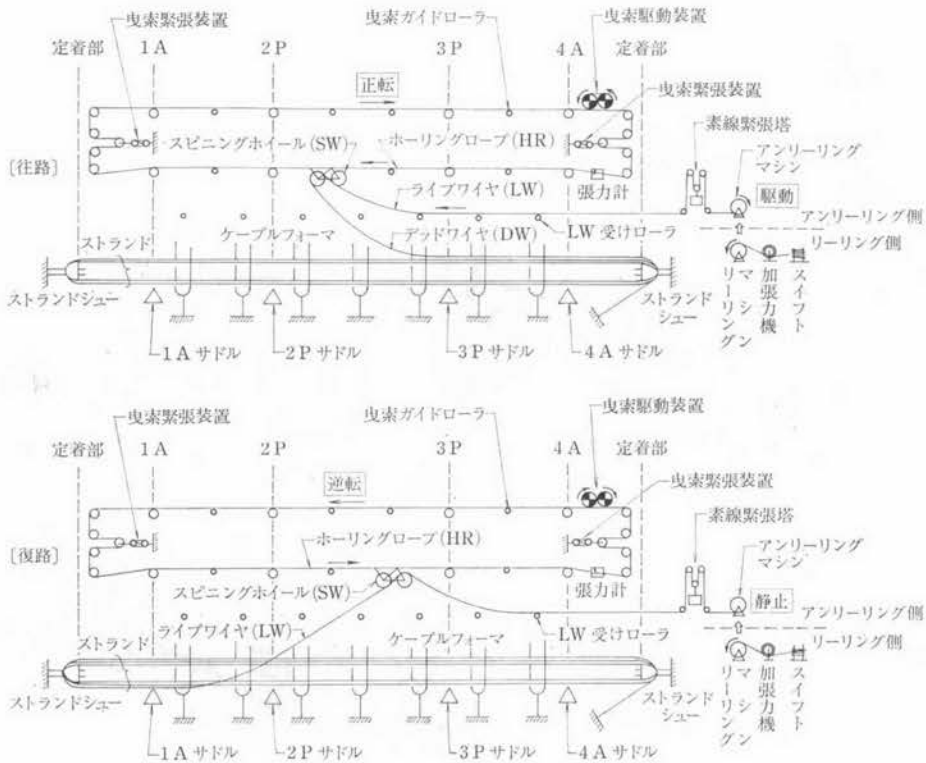 曳索緊張装置
曳索ガイドローラ
曳索駆動装置
定着部 1A 2P 3P 4A 定着部
正転
曳索緊張装置
スピニングホイール(SW)
ホーリングロープ(HR)
素線緊張塔
アンリーリングマシン
[往路]
張力計
駆動
ライブワイヤ(LW)
アンリーリング側
ストランド
ケーブルフォーマ
デッドワイヤ(DW)
LW受けローラ
リーリング側
ストランドシュー
ストランドシュー
リーリングマシン
加張力機
スイフト
1Aサドル
2Pサドル
3Pサドル
4Aサドル
曳索緊張装置
曳索ガイドローラ
曳索駆動装置
定着部 1A 2P 3P 4A 定着部
逆転
曳索緊張装置
ホーリングロープ(HR)
素線緊張塔
アンリーリングマシン
[復路]
スピニングホイール(SW)
張力計
静止
アンリーリング側
ストランド
ライブワイヤ(LW)
ケーブルフォーマ
LW受けローラ
リーリング側
ストランドシュー
ストランドシュー
リーリングマシン
加張力機
スイフト
1Aサドル
2Pサドル
3Pサドル
4Aサドル